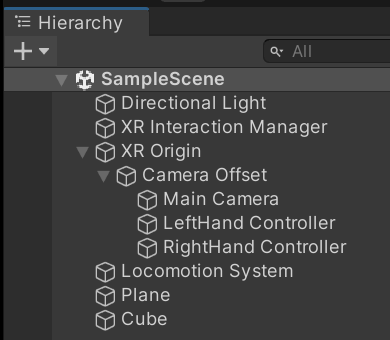 Hierarchy
All
SampleScene
Directional Light
XR Interaction Manager
XR Origin
Camera Offset
Main Camera
LeftHand Controller
RightHand Controller
Locomotion System
Plane
Cube